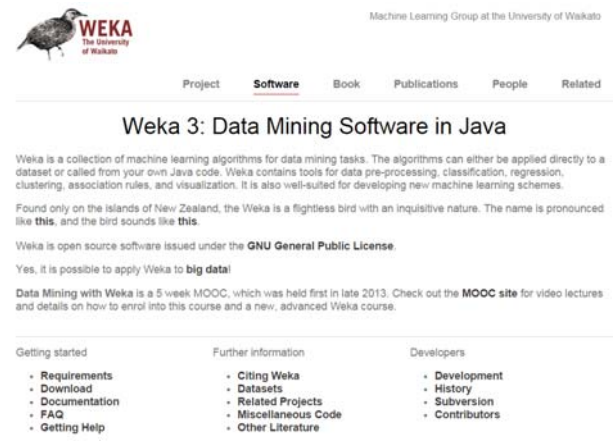 WEKA
The University
of Waikato
Machine Learning Group at the University of Waikato
Project Software Book Publications People Related
Weka 3: Data Mining Software in Java
Weka is a collection of machine learning algorithms for data mining tasks. The algorithms can either be applied directly to a
dataset or called from your own Java code. Weka contains tools for data pre-processing, classification, regression,
clustering, association rules, and visualization. It is also well-suited for developing new machine learning schemes.
Found only on the islands of New Zealand, the Weka is a flightless bird with an inquisitive nature. The name is pronounced
like this, and the bird sounds like this.
Weka is open source software issued under the GNU General Public License.
Yes, it is possible to apply Weka to big data!
Data Mining with Weka is a 5 week MOOC, which was held first in late 2013. Check out the MOOC site for video lectures
and details on how to enrol into this course and a new, advanced Weka course.
Getting started
• Requirements
• Download
• Documentation
• FAQ
• Getting Help
Further information
• Citing Weka
• Datasets
• Related Projects
• Miscellaneous Code
• Other Literature
Developers
• Development
• History
• Subversion
• Contributors